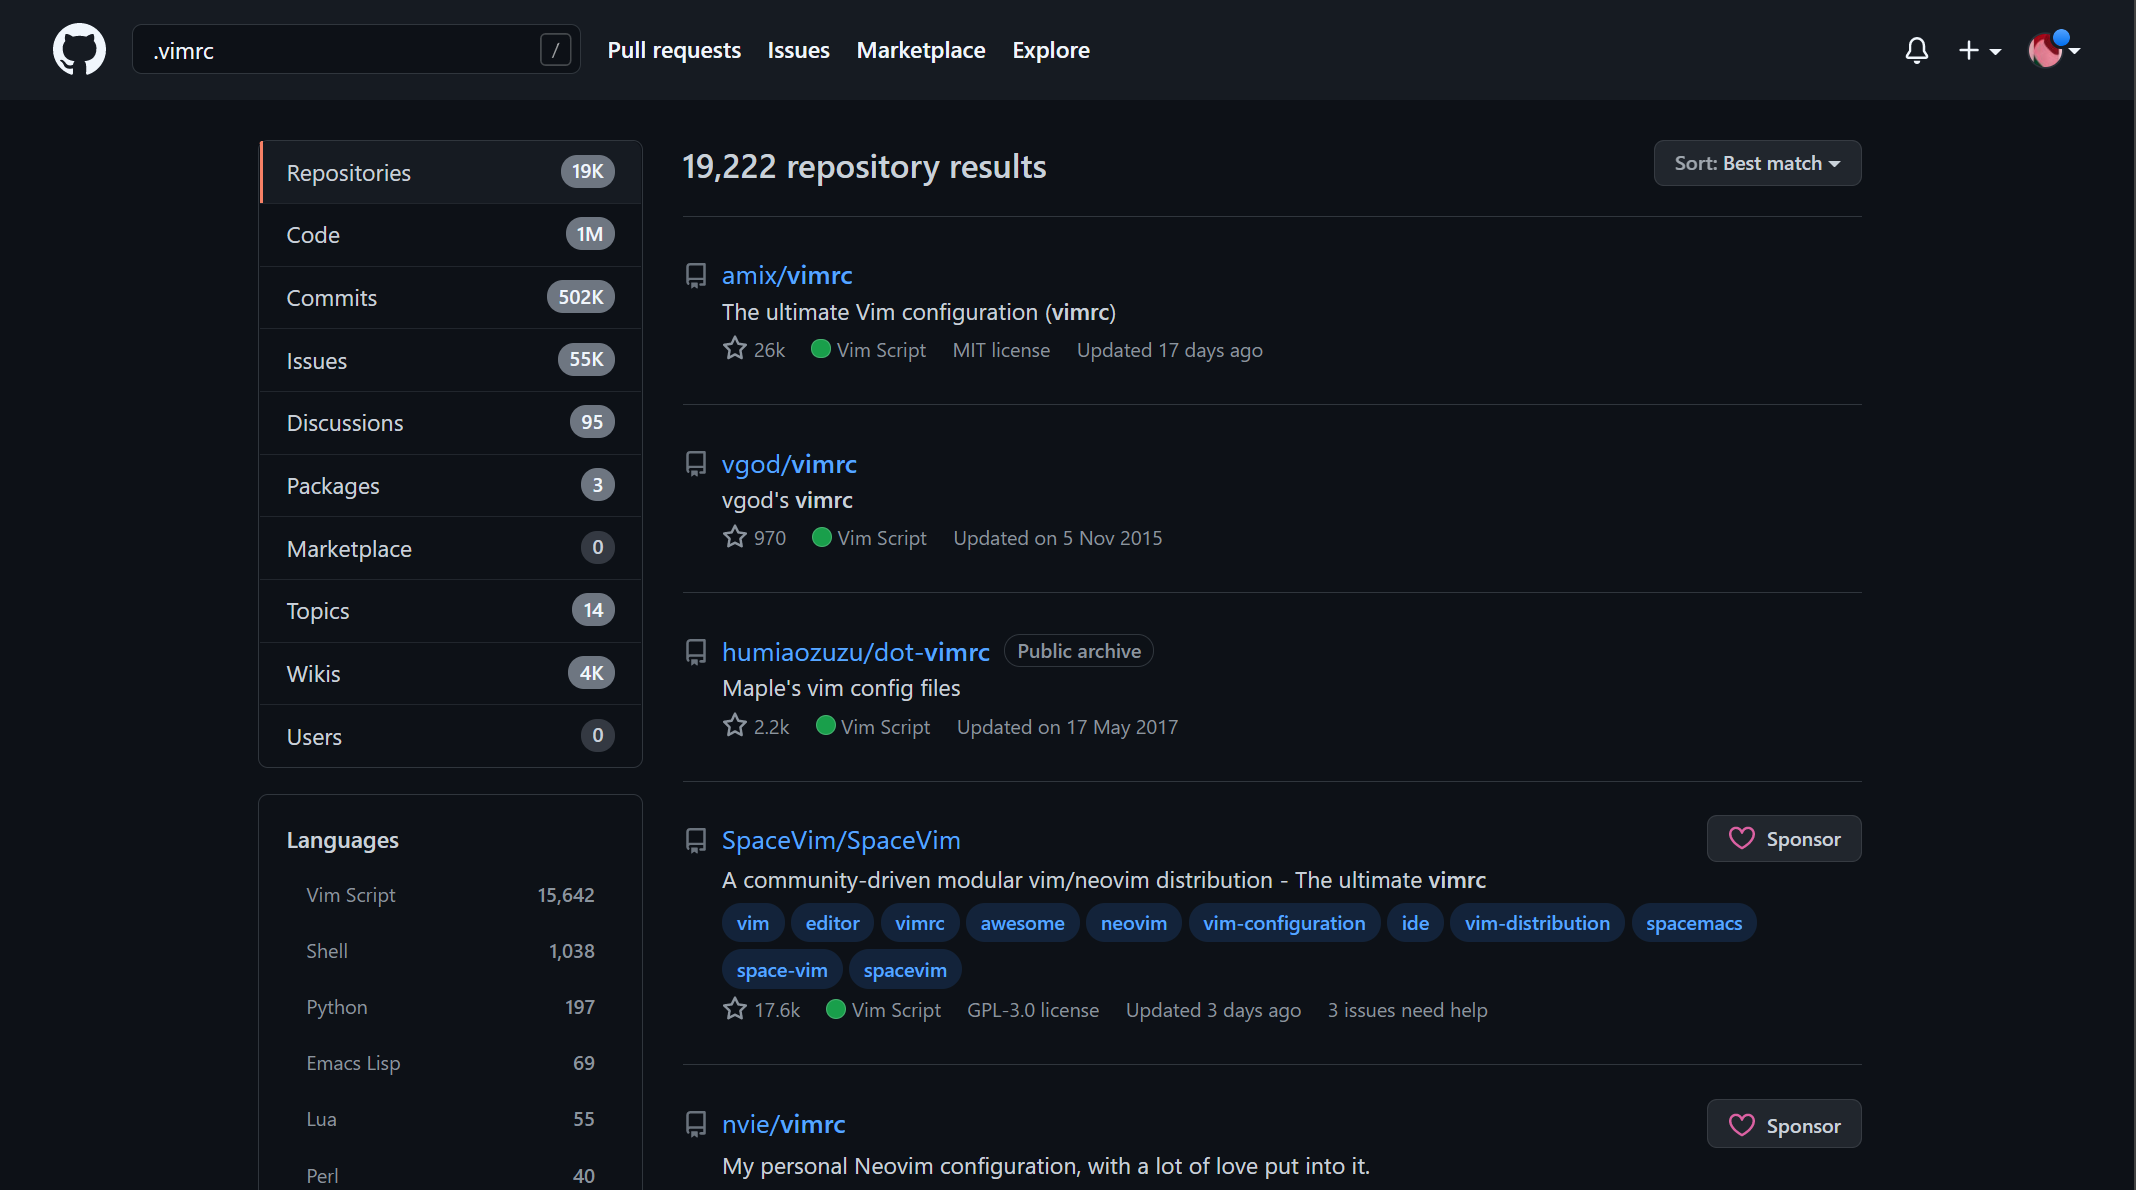 .vimrc / Pull requests Issues Marketplace Explore
Repositories 19K
Code 1M
Commits 502K
Issues 55K
Discussions 95
Packages 3
Marketplace 0
Topics 14
Wikis 4K
Users 0
Languages
Vim Script 15,642
Shell 1,038
Python 197
Emacs Lisp 69
Lua 55
Perl 40
19,222 repository results
Sort: Best match
amix/vimrc
The ultimate Vim configuration (vimrc)
26k Vim Script MIT license Updated 17 days ago
vgod/vimrc
vgod's vimrc
970 Vim Script Updated on 5 Nov 2015
humiaozuzu/dot-vimrc Public archive
Maple's vim config files
2.2k Vim Script Updated on 17 May 2017
SpaceVim/SpaceVim Sponsor
A community-driven modular vim/neovim distribution - The ultimate vimrc
vim editor vimrc awesome neovim vim-configuration ide vim-distribution spacemacs
space-vim spacevim
17.6k Vim Script GPL-3.0 license Updated 3 days ago 3 issues need help
nvie/vimrc Sponsor
My personal Neovim configuration, with a lot of love put into it.